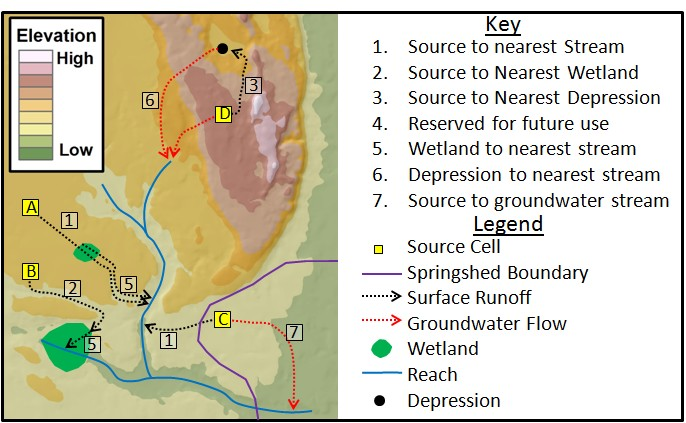 Elevation
High
Low
A
1
B
2
5
5
6
3
D
C
1
7
Key
1. Source to nearest Stream
2. Source to Nearest Wetland
3. Source to Nearest Depression
4. Reserved for future use
5. Wetland to nearest stream
6. Depression to nearest stream
7. Source to groundwater stream
Legend
Source Cell
Springshed Boundary
Surface Runoff
Groundwater Flow
Wetland
Reach
Depression